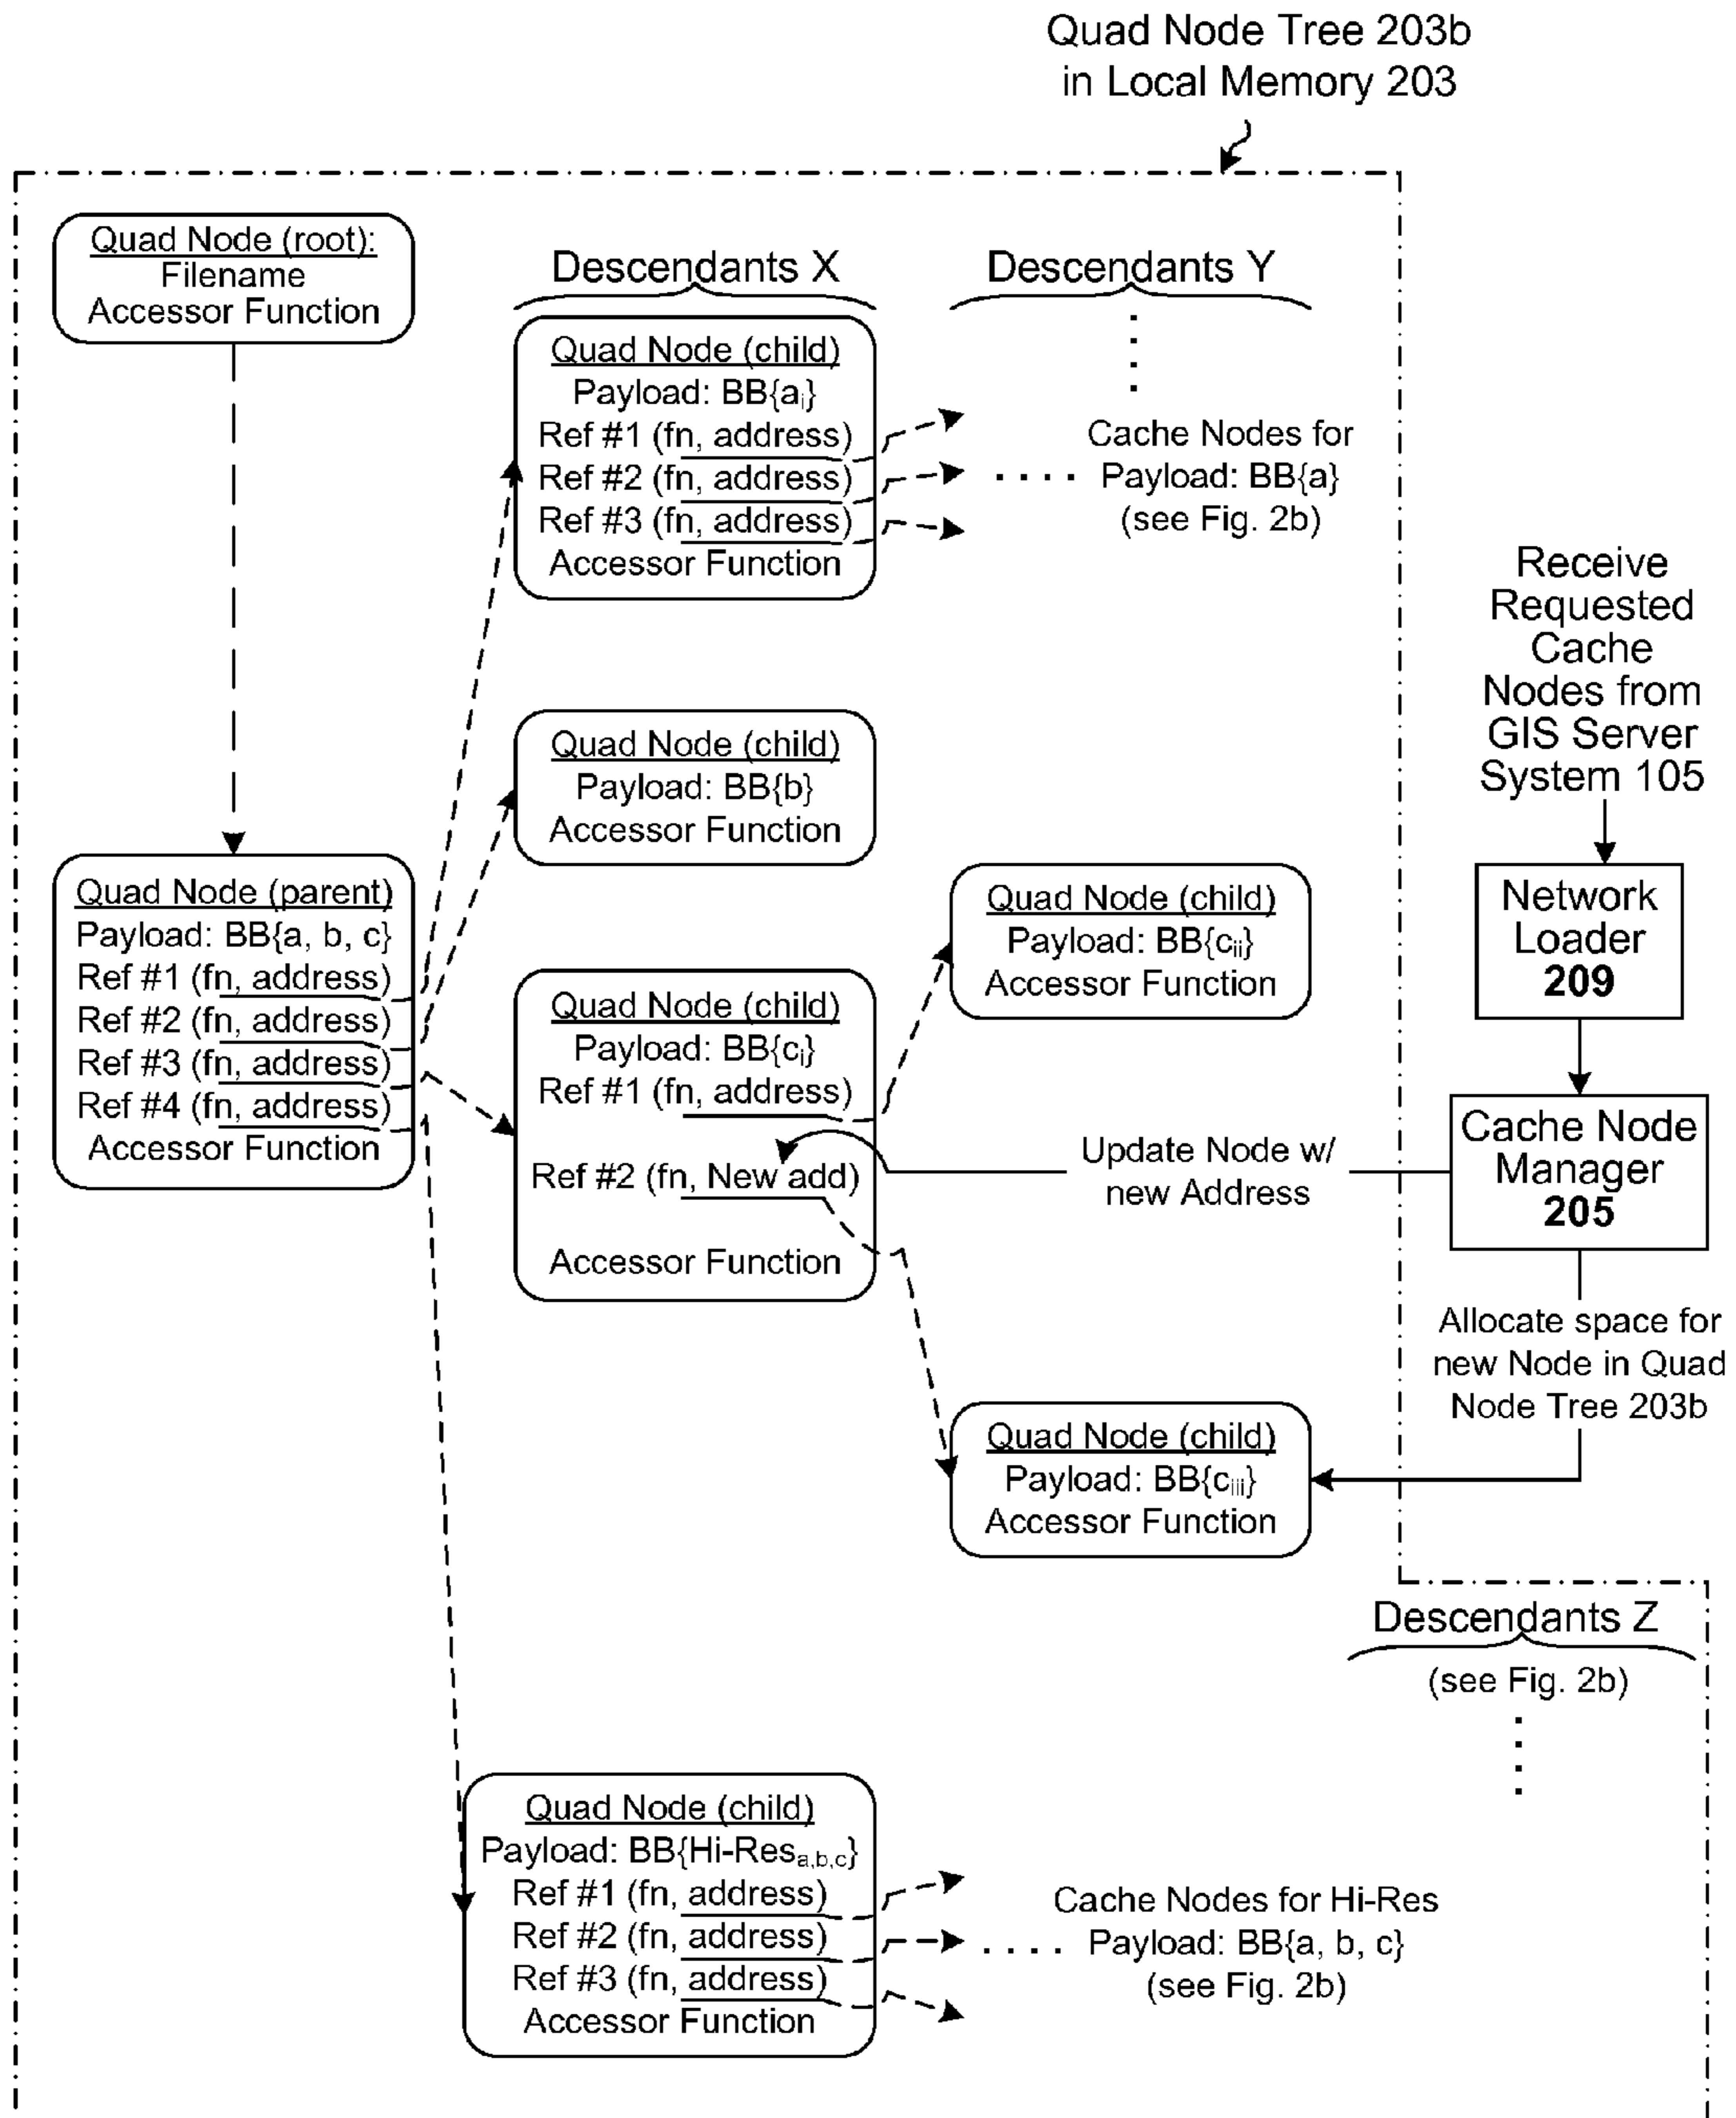 Quad Node Tree 203b
in Local Memory 203
Quad Node (root):
Filename
Accessor Function
Descendants X
Descendants Y
Quad Node (child)
Payload: BB{ai}
Ref #1 (fn, address)
Ref #2 (fn, address)
Ref #3 (fn, address)
Accessor Function
Cache Nodes for
Payload: BB{a}
(see Fig. 2b)
Receive
Requested
Cache
Nodes from
GIS Server
System 105
Quad Node (child)
Payload: BB{b}
Accessor Function
Quad Node (parent)
Payload: BB{a, b, c}
Ref #1 (fn, address)
Ref #2 (fn, address)
Ref #3 (fn, address)
Ref #4 (fn, address)
Accessor Function
Quad Node (child)
Payload: BB{ci}
Ref #1 (fn, address)
Ref #2 (fn, New add)
Accessor Function
Quad Node (child)
Payload: BB{cii}
Accessor Function
Network
Loader
209
Cache Node
Manager
205
Update Node w/
new Address
Allocate space for
new Node in Quad
Node Tree 203b
Quad Node (child)
Payload: BB{ciii}
Accessor Function
Descendants Z
(see Fig. 2b)
Quad Node (child)
Payload: BB{Hi-Resa,b,c}
Ref #1 (fn, address)
Ref #2 (fn, address)
Ref #3 (fn, address)
Accessor Function
Cache Nodes for Hi-Res
Payload: BB{a, b, c}
(see Fig. 2b)